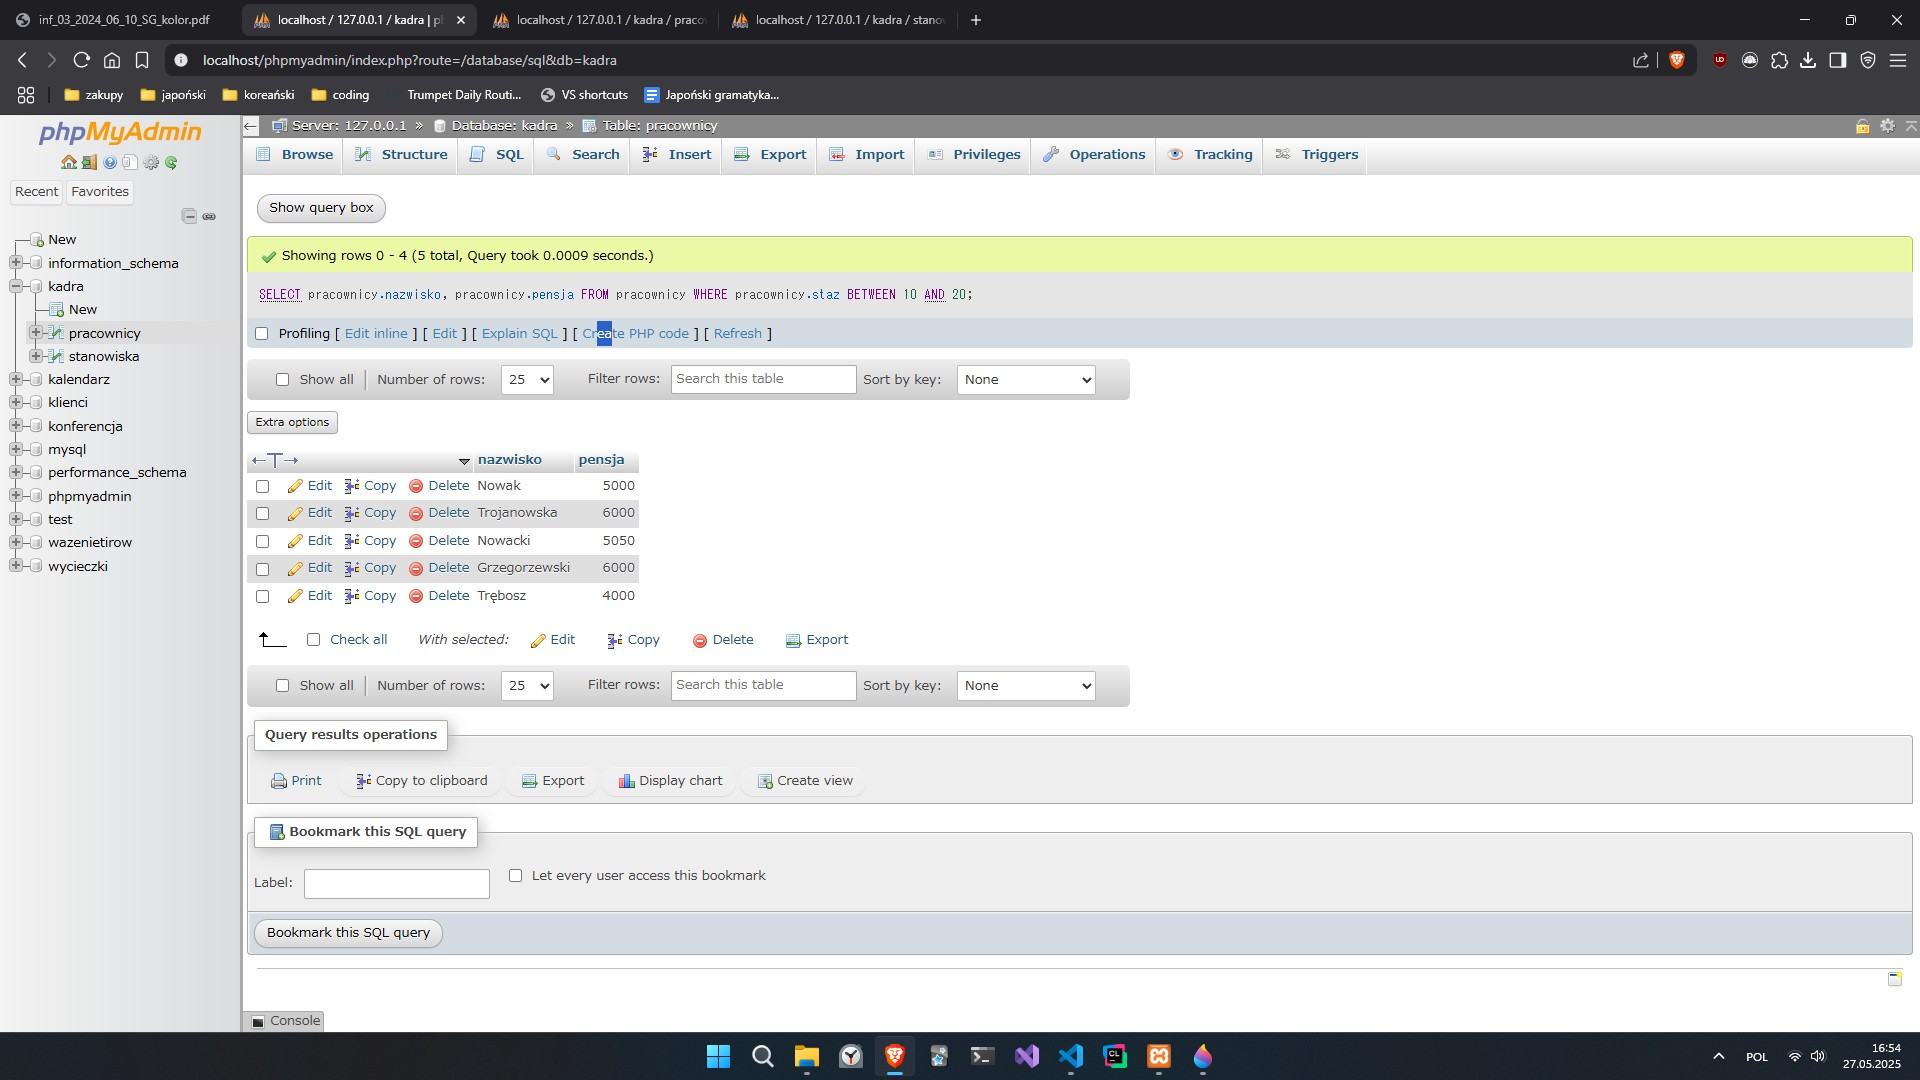 inf_03_2024_06_10_SG_kolor.pdf
localhost / 127.0.0.1 / kadra | pl
localhost / 127.0.0.1 / kadra / praco
localhost / 127.0.0.1 / kadra / stano
localhost/phpmyadmin/index.php?route=/database/sql&db=kadra
zakupy japoński koreański coding Trumpet Daily Routi... VS shortcuts Japoński gramatyka...
phpMyAdmin
Recent Favorites
New
information_schema
kadra
New
pracownicy
stanowiska
kalendarz
klienci
konferencja
mysql
performance_schema
phpmyadmin
test
wazenietirow
wycieczki
Server: 127.0.0.1 » Database: kadra » Table: pracownicy
Browse Structure SQL Search Insert Export Import Privileges Operations Tracking Triggers
Show query box
Showing rows 0 - 4 (5 total, Query took 0.0009 seconds.)
SELECT pracownicy.nazwisko, pracownicy.pensja FROM pracownicy WHERE pracownicy.staz BETWEEN 10 AND 20;
Profiling [ Edit inline ] [ Edit ] [ Explain SQL ] [ Create PHP code ] [ Refresh ]
Show all Number of rows: 25 Filter rows: Search this table Sort by key: None
Extra options
←T→ nazwisko pensja
Edit Copy Delete Nowak 5000
Edit Copy Delete Trojanowska 6000
Edit Copy Delete Nowacki 5050
Edit Copy Delete Grzegorzewski 6000
Edit Copy Delete Trębosz 4000
Check all With selected: Edit Copy Delete Export
Show all Number of rows: 25 Filter rows: Search this table Sort by key: None
Query results operations
Print Copy to clipboard Export Display chart Create view
Bookmark this SQL query
Label: Let every user access this bookmark
Bookmark this SQL query
Console
POL
16:54
27.05.2025